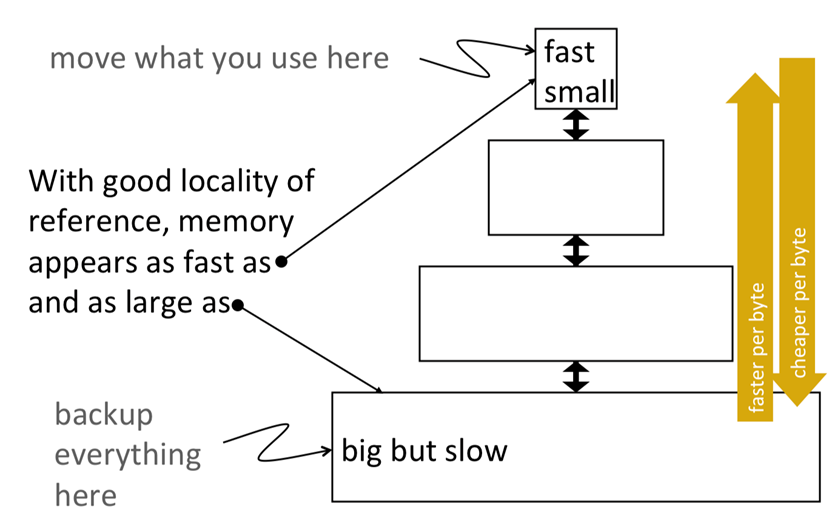 move what you use here
fast
small
With good locality of
reference, memory
appears as fast as
and as large as
faster per byte
cheaper per byte
backup
everything
here
big but slow